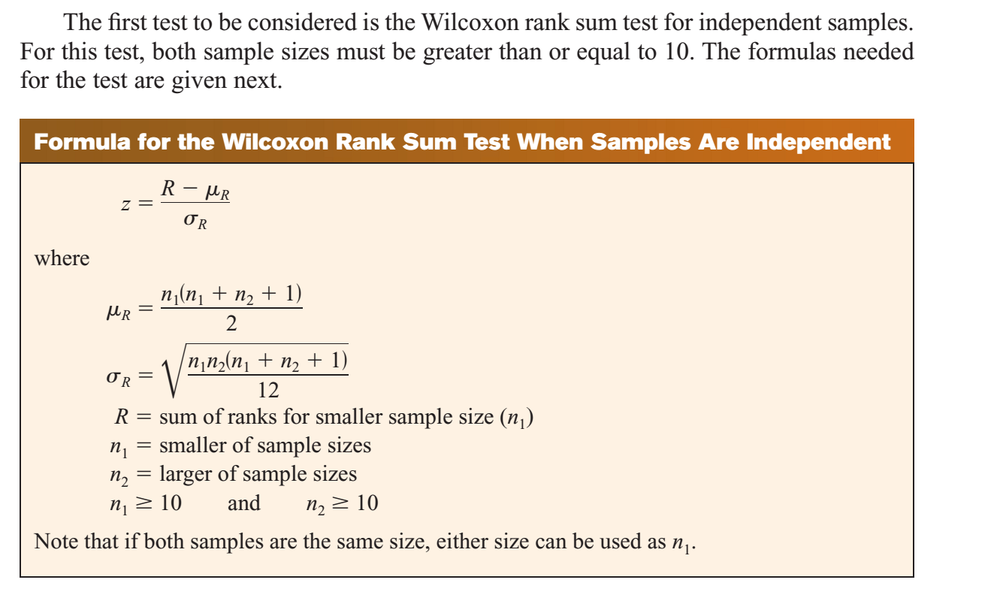 The first test to be considered is the Wilcoxon rank sum test for independent samples.
For this test, both sample sizes must be greater than or equal to 10. The formulas needed
for the test are given next.
Formula for the Wilcoxon Rank Sum Test When Samples Are Independent
z = (R − μ_R) / σ_R
where
μ_R = n₁(n₁ + n₂ + 1) / 2
σ_R = √(n₁n₂(n₁ + n₂ + 1) / 12)
R = sum of ranks for smaller sample size (n₁)
n₁ = smaller of sample sizes
n₂ = larger of sample sizes
n₁ ≥ 10 and n₂ ≥ 10
Note that if both samples are the same size, either size can be used as n₁.